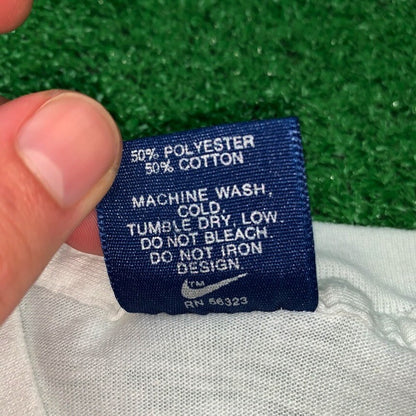 50% POLYESTER
50% COTTON
MACHINE WASH,
COLD.
TUMBLE DRY, LOW.
DO NOT BLEACH
DO NOT IRON
DESIGN.
TM
RN 56323